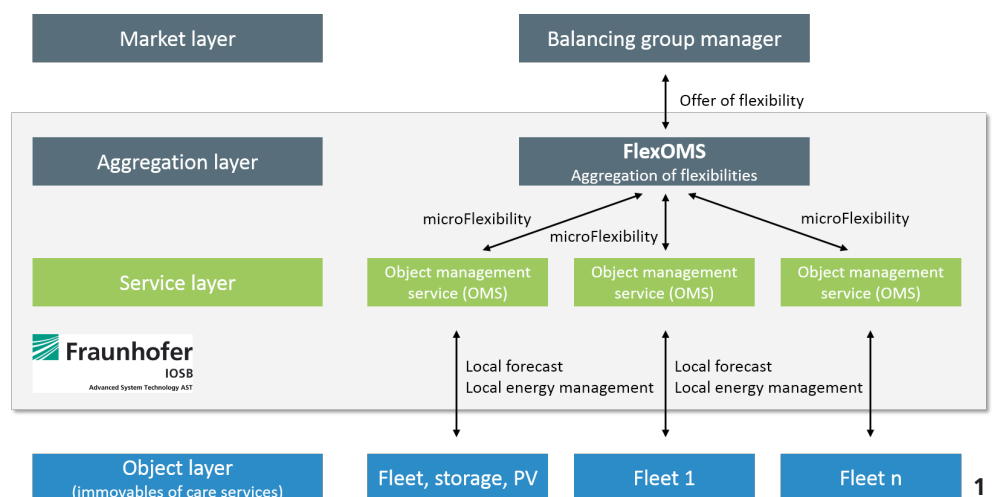 Market layer
Balancing group manager
Offer of flexibility
Aggregation layer
FlexOMS
Aggregation of flexibilities
microFlexibility
microFlexibility
microFlexibility
Service layer
Object management
service (OMS)
Object management
service (OMS)
Object management
service (OMS)
Fraunhofer
IOSB
Advanced System Technology AST
Local forecast
Local energy management
Local forecast
Local energy management
Object layer
(immovables of care services)
Fleet, storage, PV
Fleet 1
Fleet n
1